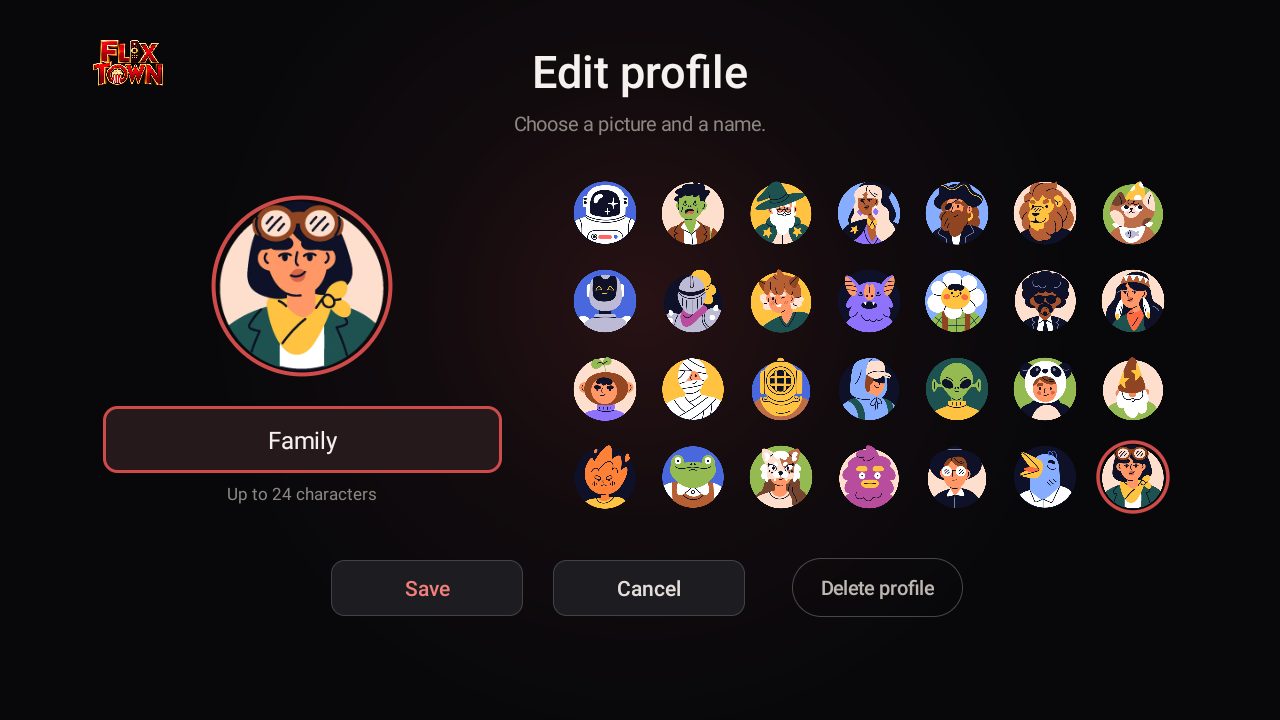 FLIX
TOWN
Edit profile
Choose a picture and a name.
Family
Up to 24 characters
Save
Cancel
Delete profile